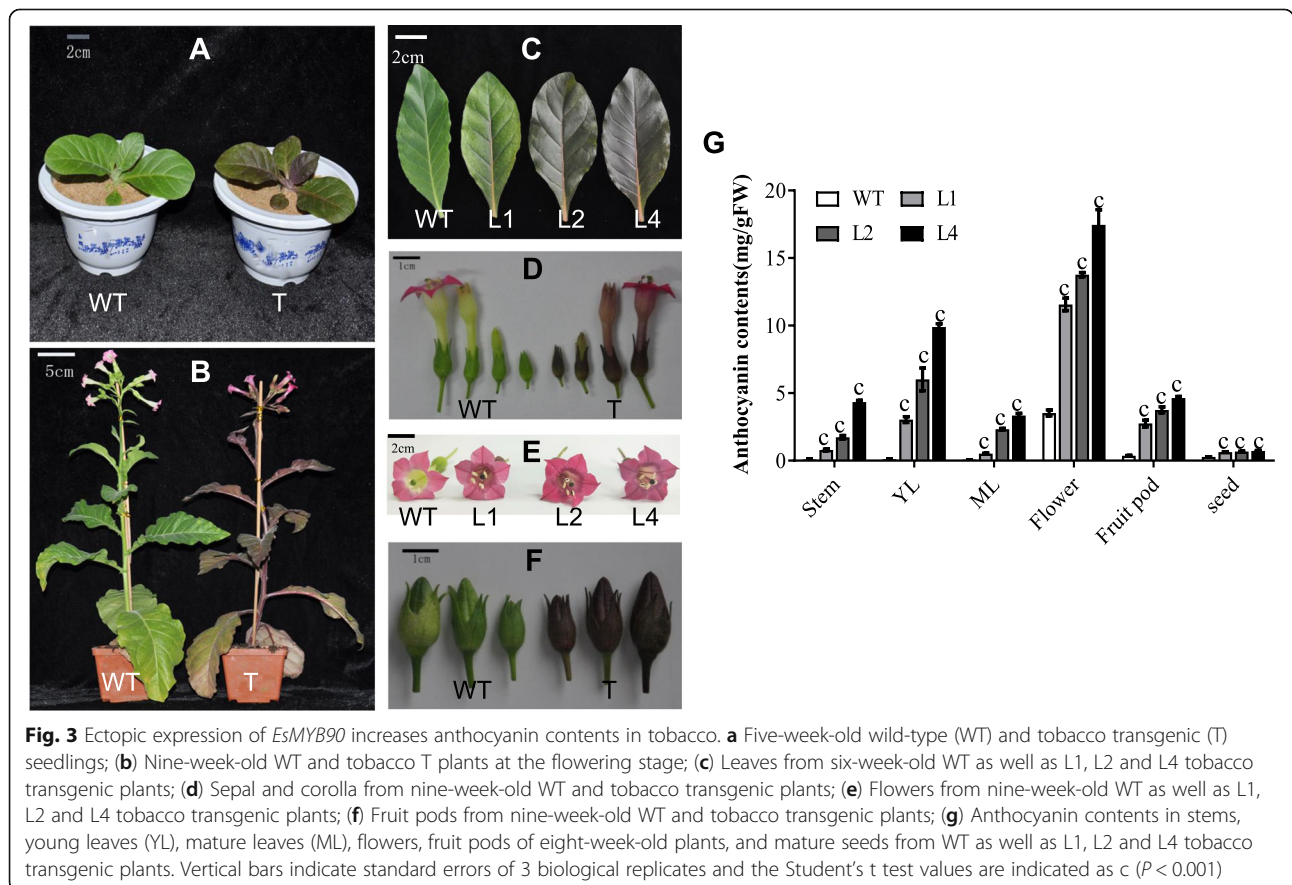 A
2cm
WT
T
B
5cm
WT
T
C
2cm
WT L1 L2 L4
D
1cm
WT T
E
2cm
WT L1 L2 L4
F
1cm
WT T
G
Anthocyanin contents(mg/gFW)
20
15
10
5
0
WT L1
L2 L4
c c c
c c c
c c c
c c c
c c c
c c c
Stem YL ML Flower Fruit pod seed
Fig. 3 Ectopic expression of EsMYB90 increases anthocyanin contents in tobacco. a Five-week-old wild-type (WT) and tobacco transgenic (T)
seedlings; (b) Nine-week-old WT and tobacco T plants at the flowering stage; (c) Leaves from six-week-old WT as well as L1, L2 and L4 tobacco
transgenic plants; (d) Sepal and corolla from nine-week-old WT and tobacco transgenic plants; (e) Flowers from nine-week-old WT as well as L1,
L2 and L4 tobacco transgenic plants; (f) Fruit pods from nine-week-old WT and tobacco transgenic plants; (g) Anthocyanin contents in stems,
young leaves (YL), mature leaves (ML), flowers, fruit pods of eight-week-old plants, and mature seeds from WT as well as L1, L2 and L4 tobacco
transgenic plants. Vertical bars indicate standard errors of 3 biological replicates and the Student's t test values are indicated as c (P < 0.001)